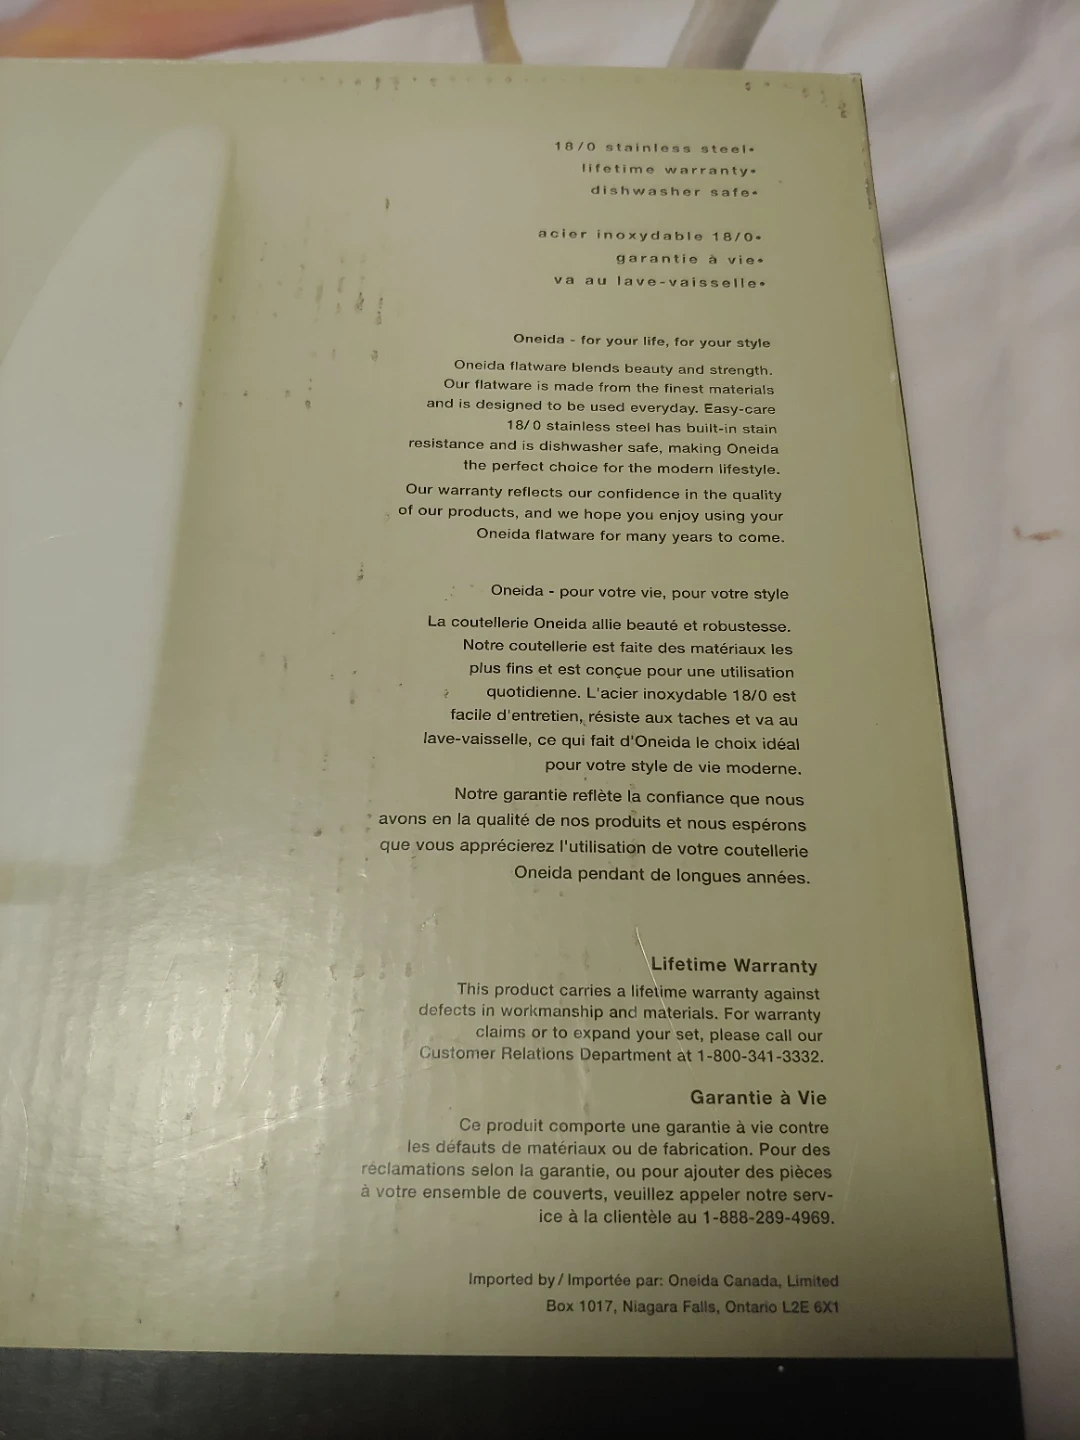 18/0 stainless steel•
lifetime warranty•
dishwasher safe•
acier inoxydable 18/0•
garantie à vie•
va au lave-vaisselle•
Oneida - for your life, for your style
Oneida flatware blends beauty and strength.
Our flatware is made from the finest materials
and is designed to be used everyday. Easy-care
18/0 stainless steel has built-in stain
resistance and is dishwasher safe, making Oneida
the perfect choice for the modern lifestyle.
Our warranty reflects our confidence in the quality
of our products, and we hope you enjoy using your
Oneida flatware for many years to come.
Oneida - pour votre vie, pour votre style
La coutellerie Oneida allie beauté et robustesse.
Notre coutellerie est faite des matériaux les
plus fins et est conçue pour une utilisation
quotidienne. L'acier inoxydable 18/0 est
facile d'entretien, résiste aux taches et va au
lave-vaisselle, ce qui fait d'Oneida le choix idéal
pour votre style de vie moderne.
Notre garantie reflète la confiance que nous
avons en la qualité de nos produits et nous espérons
que vous apprécierez l'utilisation de votre coutellerie
Oneida pendant de longues années.
Lifetime Warranty
This product carries a lifetime warranty against
defects in workmanship and materials. For warranty
claims or to expand your set, please call our
Customer Relations Department at 1-800-341-3332.
Garantie à Vie
Ce produit comporte une garantie à vie contre
les défauts de matériaux ou de fabrication. Pour des
réclamations selon la garantie, ou pour ajouter des pièces
à votre ensemble de couverts, veuillez appeler notre serv-
ice à la clientèle au 1-888-289-4969.
Imported by / Importée par: Oneida Canada, Limited
Box 1017, Niagara Falls, Ontario L2E 6X1